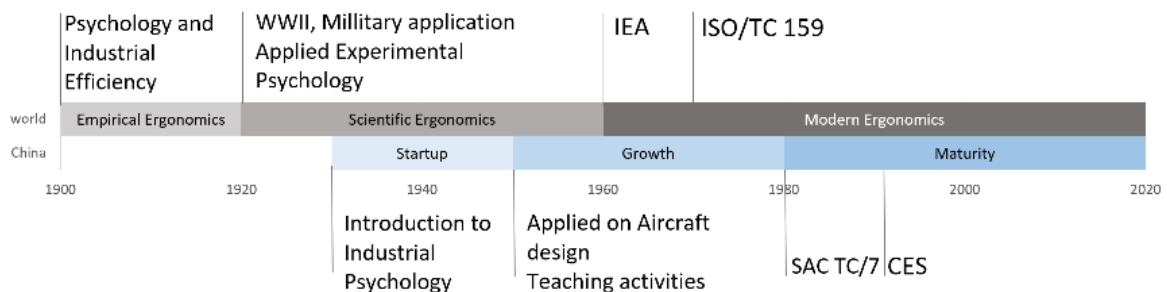 Psychology and
Industrial
Efficiency
WWII, Millitary application
Applied Experimental
Psychology
IEA
ISO/TC 159
world
Empirical Ergonomics
Scientific Ergonomics
Modern Ergonomics
China
Startup
Growth
Maturity
1900
1920
1940
1960
1980
2000
2020
Introduction to
Industrial
Psychology
Applied on Aircraft
design
Teaching activities
SAC TC/7
CES